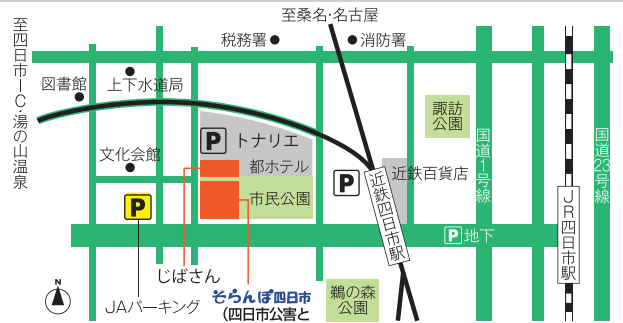 至桑名・名古屋
税務署
消防署
至四日市IC・湯の山温泉
図書館
上下水道局
諏訪
公園
国道1号線
国道23号線
P
トナリエ
文化会館
都ホテル
P
近鉄百貨店
P
市民公園
近鉄四日市駅
JR四日市駅
P 地下
じばさん
N
JAパーキング
そらんぽ四日市
(四日市公害と
鵜の森
公園